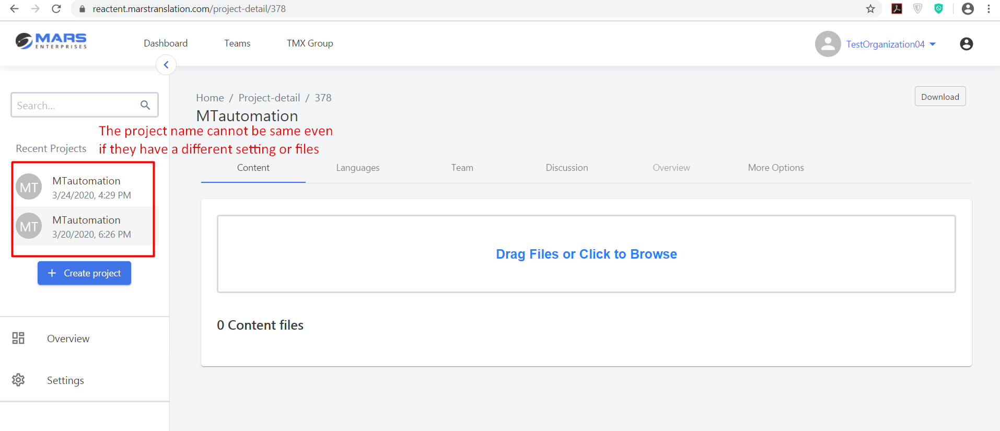 reactent.marstranslation.com/project-detail/378
MARS
ENTERPRISES
Dashboard
Teams
TMX Group
TestOrganization04
Search...
Home / Project-detail / 378
Download
MTautomation
The project name cannot be same even
if they have a different setting or files
Recent Projects
Content
Languages
Team
Discussion
Overview
More Options
MT
MTautomation
3/24/2020, 4:29 PM
MT
MTautomation
3/20/2020, 6:26 PM
+ Create project
Drag Files or Click to Browse
0 Content files
Overview
Settings